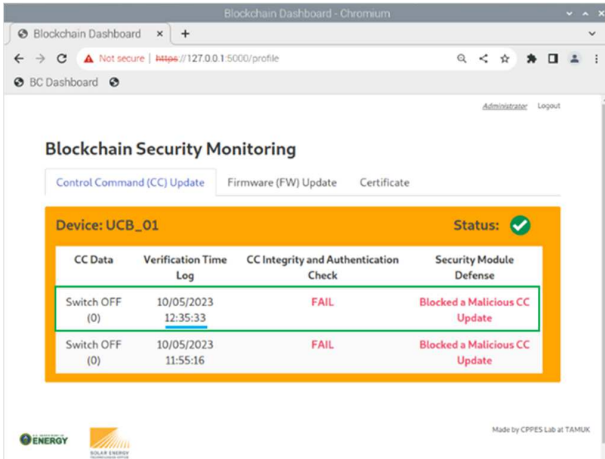 Blockchain Dashboard - Chromium
Blockchain Dashboard
Not secure | https://127.0.0.1:5000/profile
BC Dashboard
Administrator Logout
Blockchain Security Monitoring
Control Command (CC) Update Firmware (FW) Update Certificate
Device: UCB_01 Status:
CC Data Verification Time Log CC Integrity and Authentication Check Security Module Defense
Switch OFF (0) 10/05/2023 12:35:33 FAIL Blocked a Malicious CC Update
Switch OFF (0) 10/05/2023 11:55:16 FAIL Blocked a Malicious CC Update
Made by CPPES Lab at TAMUK
ENERGY
SOLAR ENERGY